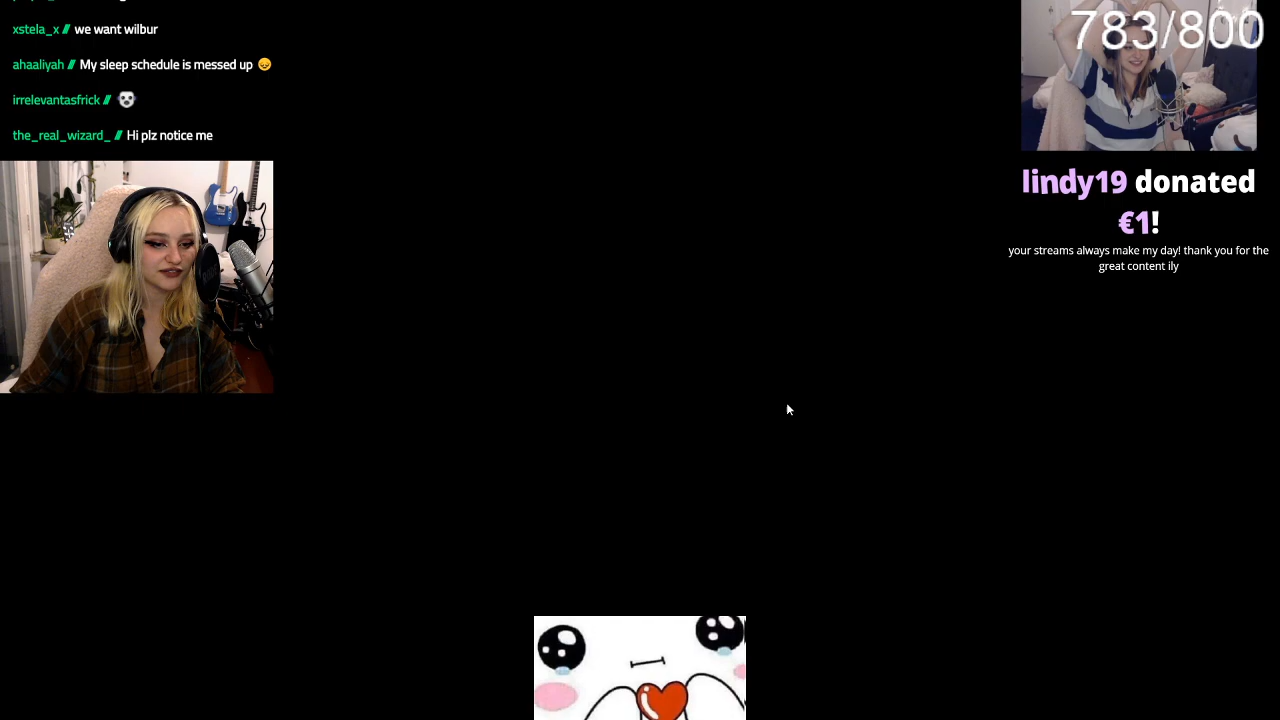 xstela_x // we want wilbur
ahaaliyah // My sleep schedule is messed up 😞
irrelevantasfrick //
the_real_wizard_ // Hi plz notice me
783/800
lindy19 donated
€1!
your streams always make my day! thank you for the
great content ily